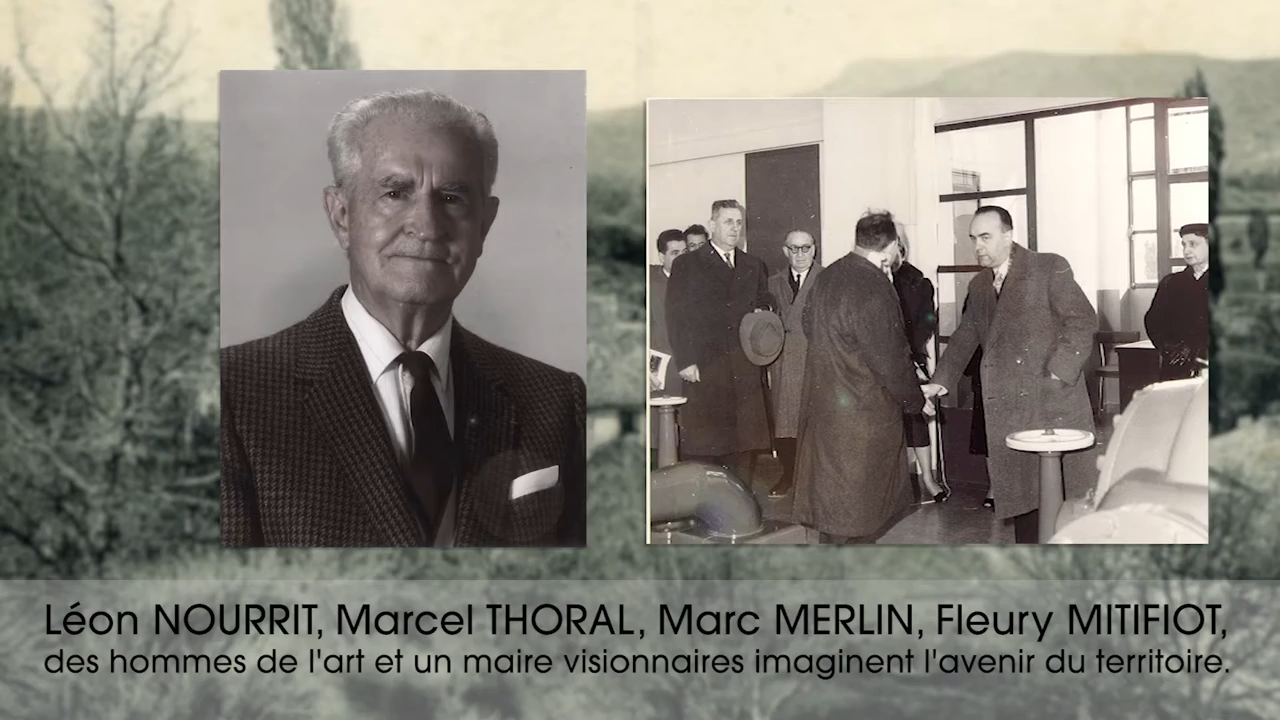 Léon NOURRIT, Marcel THORAL, Marc MERLIN, Fleury MITIFIOT,
des hommes de l'art et un maire visionnaires imaginent l'avenir du territoire.